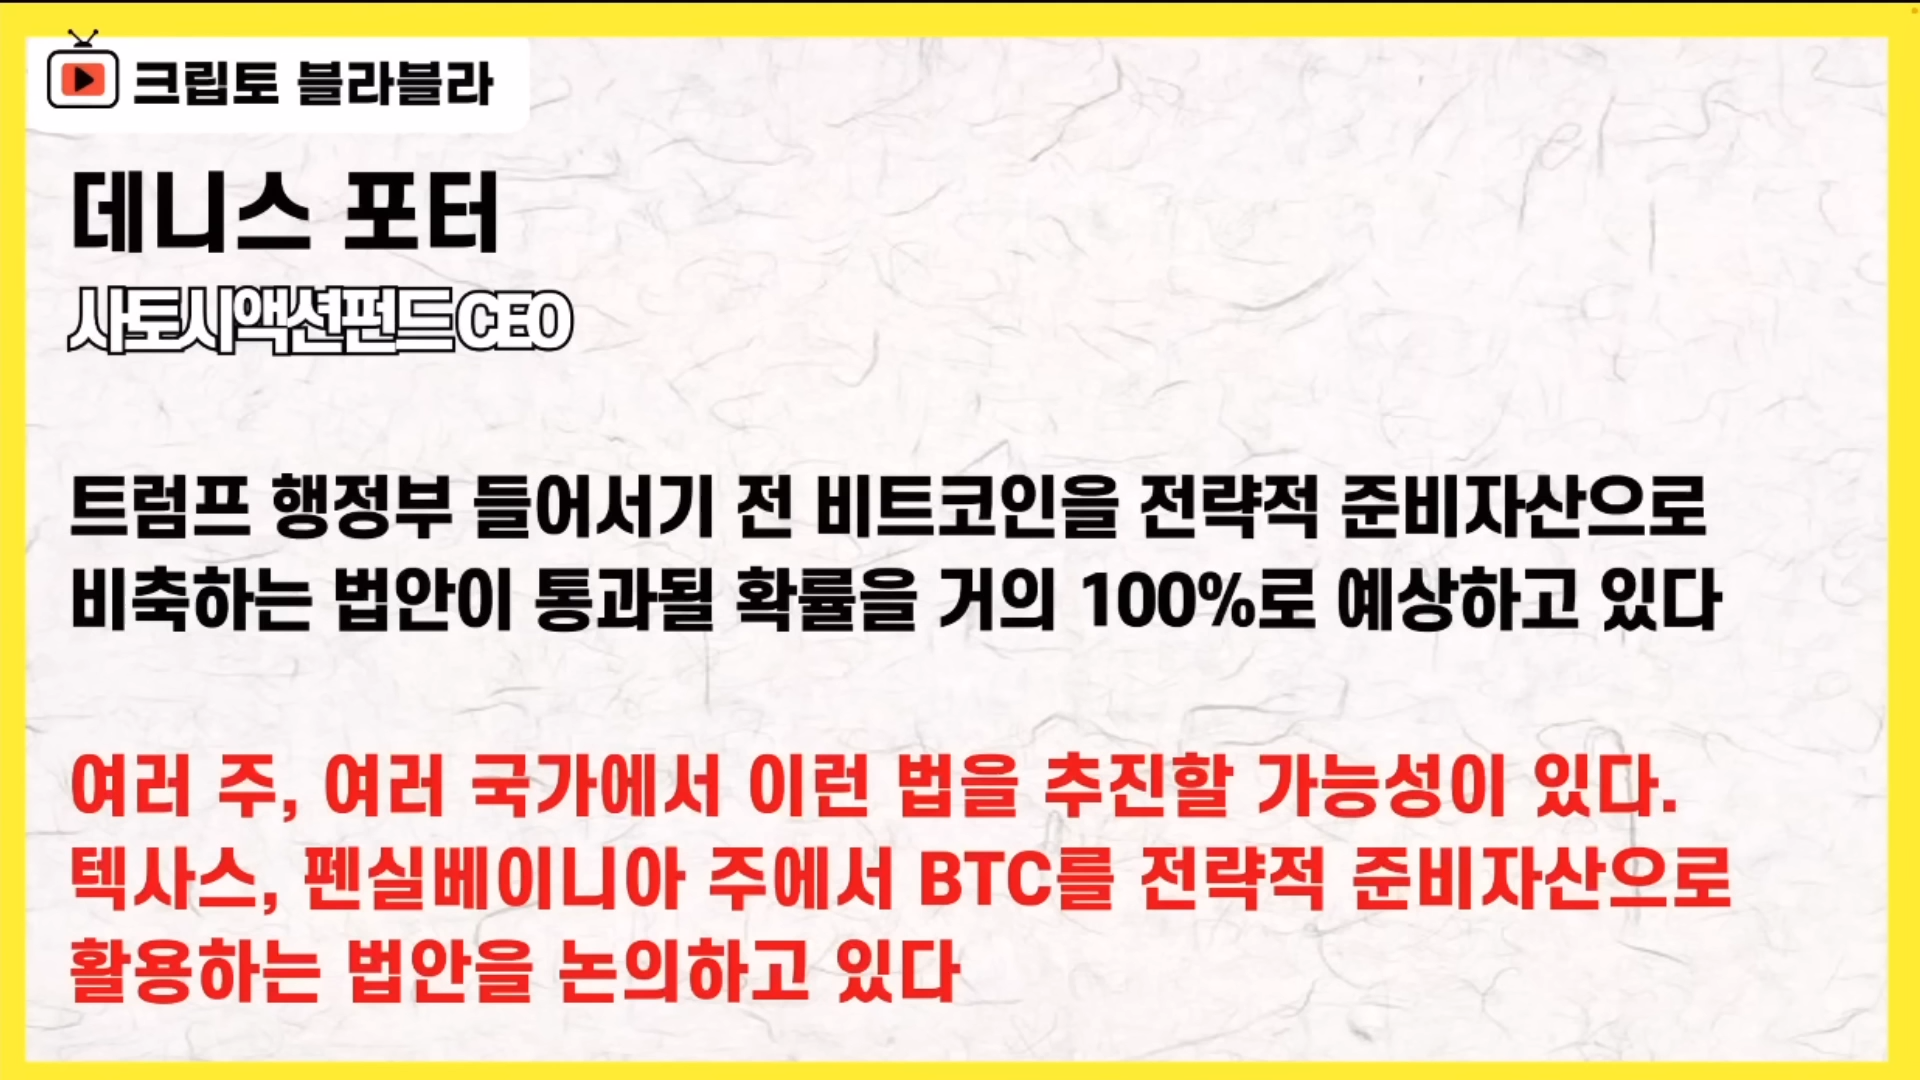 크립토 블라블라
데니스 포터
사토시액션펀드 CEO
트럼프 행정부 들어서기 전 비트코인을 전략적 준비자산으로
비축하는 법안이 통과될 확률을 거의 100%로 예상하고 있다
여러 주, 여러 국가에서 이런 법을 추진할 가능성이 있다.
텍사스, 펜실베이니아 주에서 BTC를 전략적 준비자산으로
활용하는 법안을 논의하고 있다